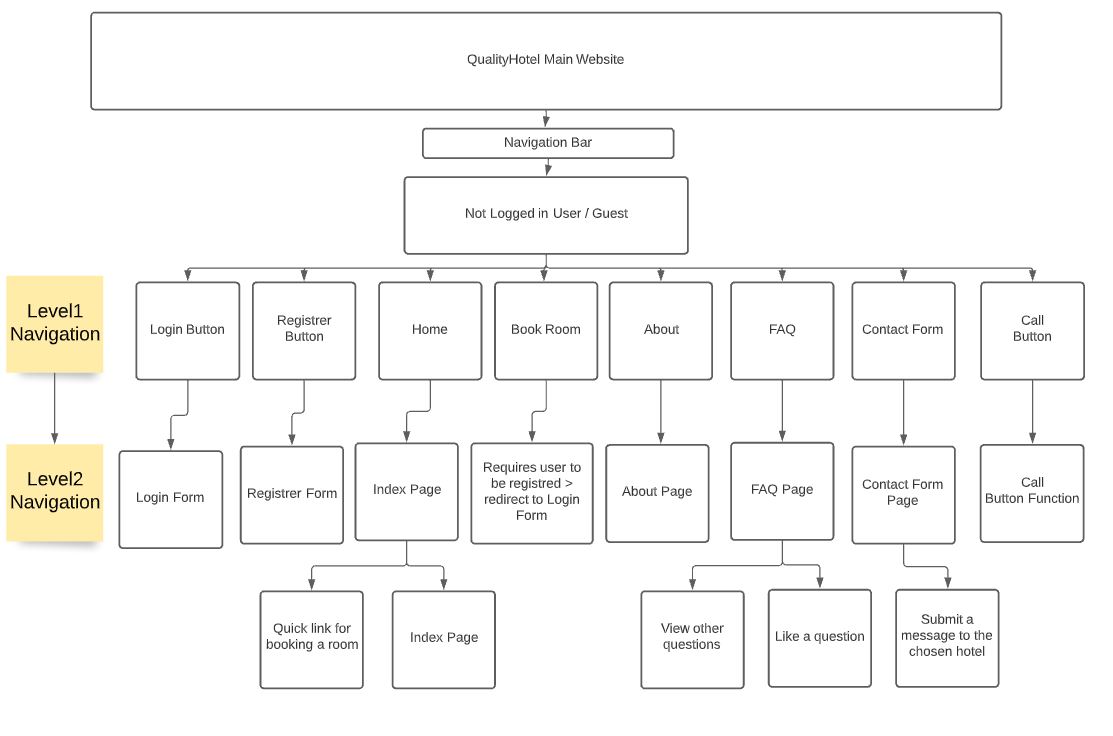 QualityHotel Main Website
Navigation Bar
Not Logged in User / Guest
Level1
Navigation
Login Button
Registrer
Button
Home
Book Room
About
FAQ
Contact Form
Call
Button
Level2
Navigation
Login Form
Registrer Form
Index Page
Requires user to
be registred >
redirect to Login
Form
About Page
FAQ Page
Contact Form
Page
Call
Button Function
Quick link for
booking a room
Index Page
View other
questions
Like a question
Submit a
message to the
chosen hotel